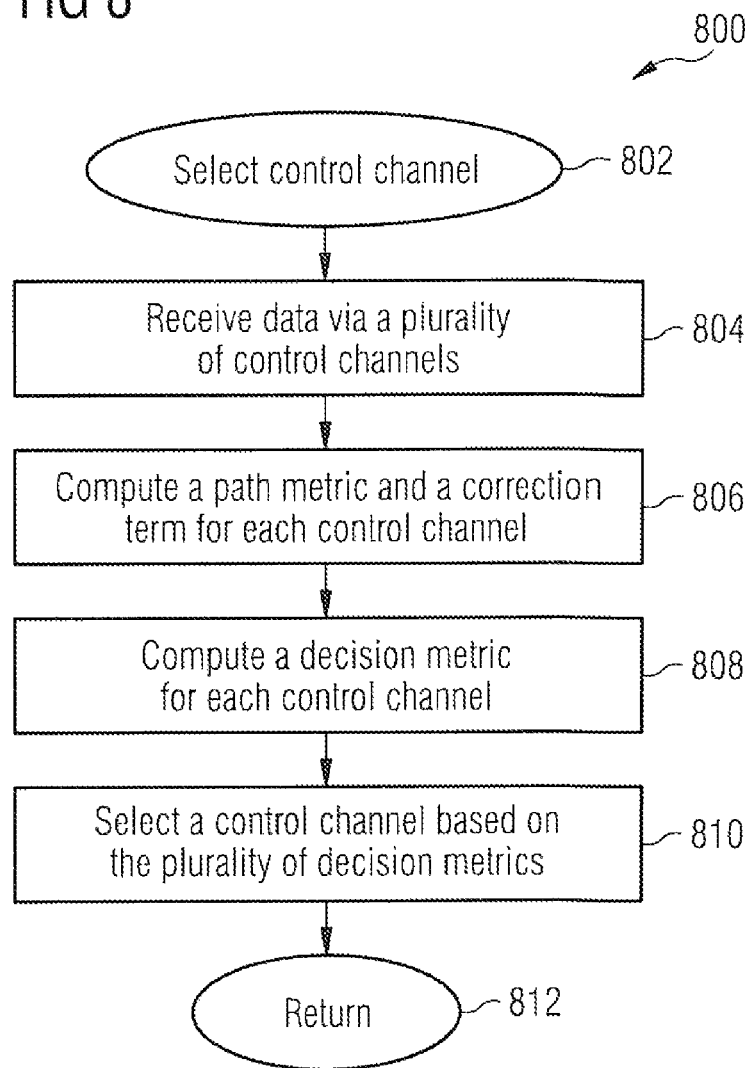 FIG 8
800
Select control channel
802
Receive data via a plurality
of control channels
804
Compute a path metric and a correction
term for each control channel
806
Compute a decision metric
for each control channel
808
Select a control channel based on
the plurality of decision metrics
810
Return
812